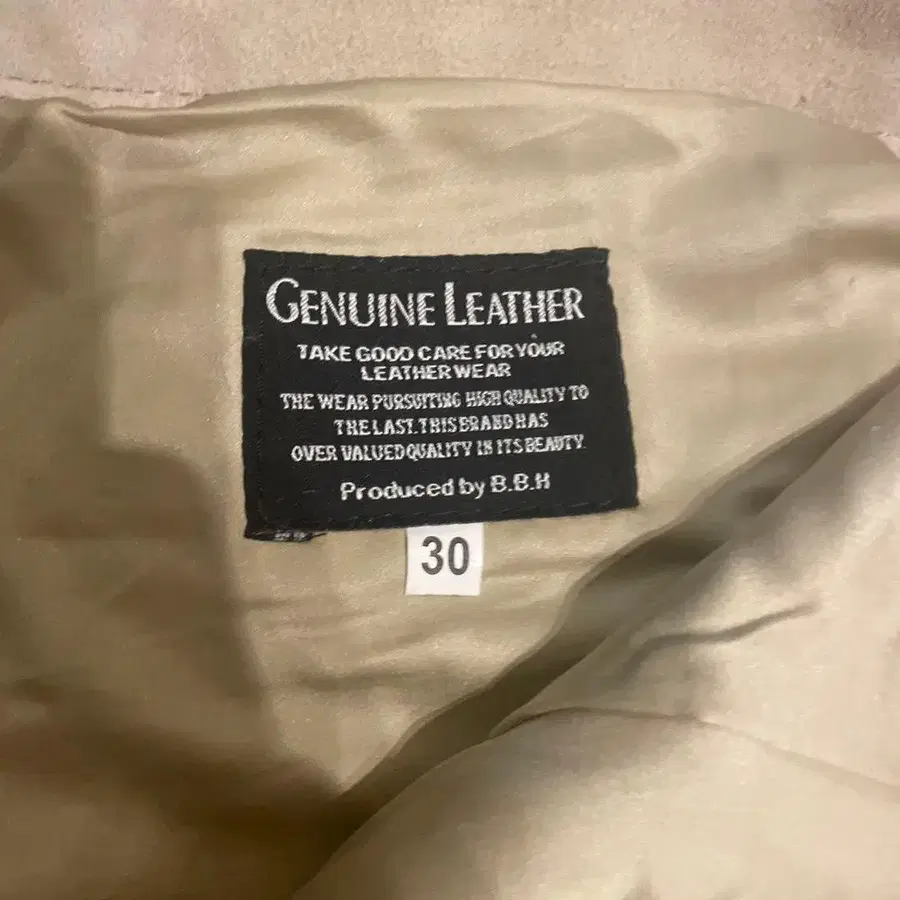 GENUINE LEATHER
TAKE GOOD CARE FOR YOUR
LEATHER WEAR
THE WEAR PURSUITING HIGH QUALITY TO
THE LAST. THIS BRAND HAS
OVER VALUED QUALITY IN ITS BEAUTY.
Produced by B.B.H
30